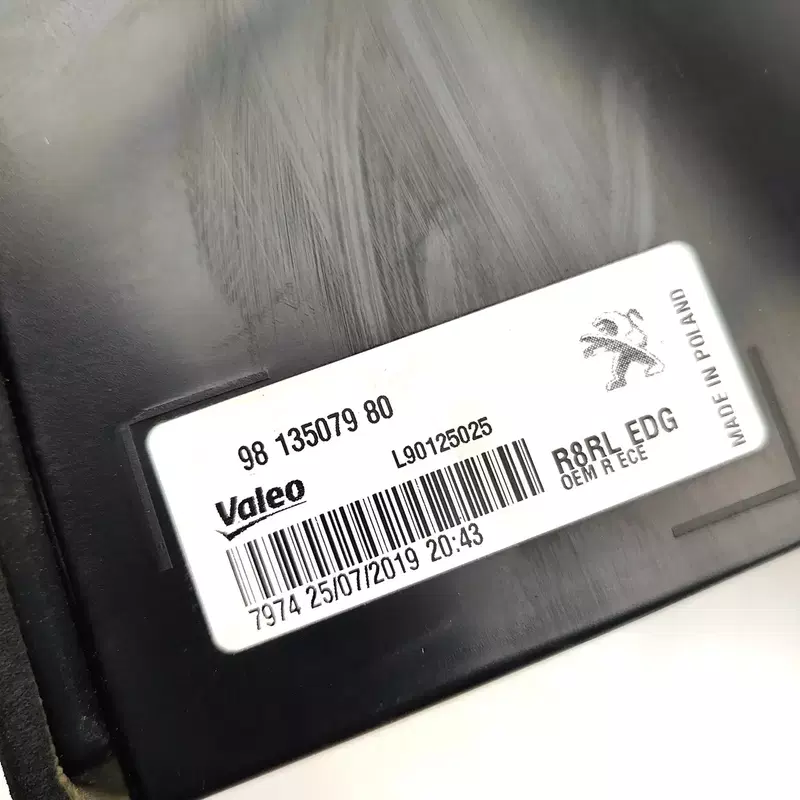 98 135079 80
L90125025
Valeo
R8RL EDG
OEM R ECE
7974 25/07/2019 20:43
MADE IN POLAND